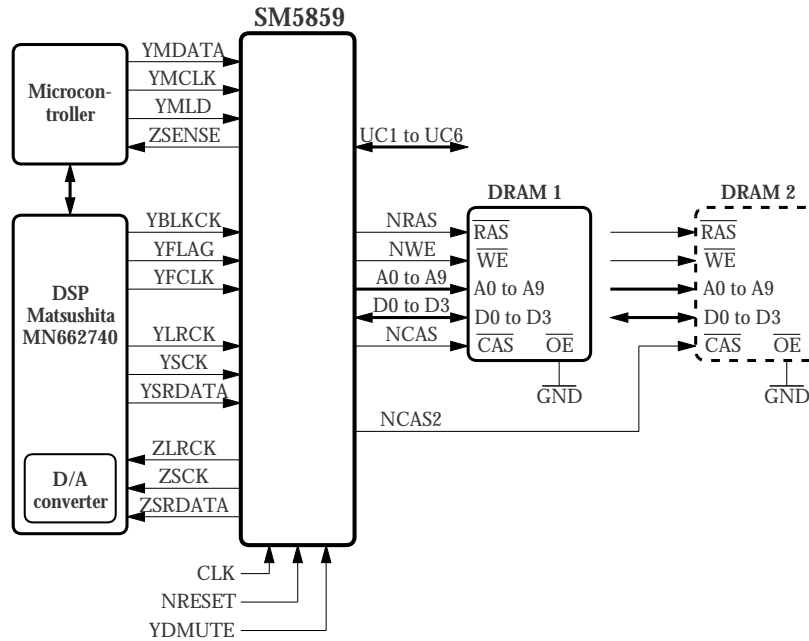 SM5859
Microcon-
troller
YMDATA
YMCLK
YMLD
ZSENSE
UC1 to UC6
DSP
Matsushita
MN662740
YBLKCK
YFLAG
YFCLK
YLRCK
YSCK
YSRDATA
D/A
converter
ZLRCK
ZSCK
ZSRDATA
CLK
NRESET
YDMUTE
NRAS
NWE
A0 to A9
D0 to D3
NCAS
NCAS2
DRAM 1
RAS
WE
A0 to A9
D0 to D3
CAS OE
GND
DRAM 2
RAS
WE
A0 to A9
D0 to D3
CAS OE
GND